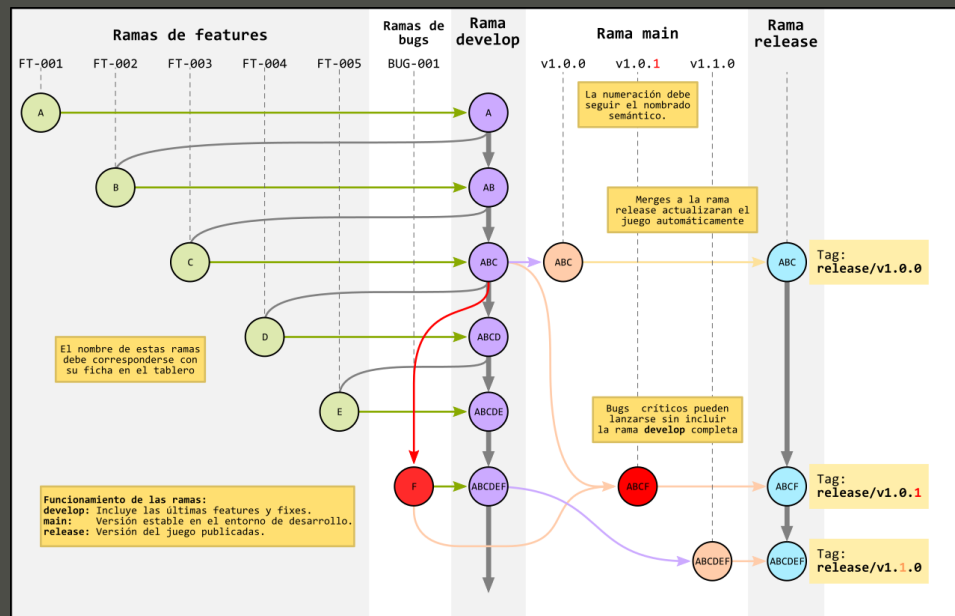 Ramas de features
Ramas de
bugs
Rama
develop
Rama main
Rama
release
FT-001
FT-002
FT-003
FT-004
FT-005
BUG-001
v1.0.0
v1.0.1
v1.1.0
La numeración debe
seguir el nombrado
semántico.
A
A
B
AB
Merges a la rama
release actualizaran el
juego automáticamente
C
ABC
ABC
ABC
Tag:
release/v1.0.0
D
ABCD
El nombre de estas ramas
debe corresponderse con
su ficha en el tablero
E
ABCDE
Bugs críticos pueden
lanzarse sin incluir
la rama develop completa
F
ABCDEF
ABCF
ABCF
Tag:
release/v1.0.1
Funcionamiento de las ramas:
develop: Incluye las últimas features y fixes.
main: Versión estable en el entorno de desarrollo.
release: Versión del juego publicadas.
ABCDEF
ABCDEF
Tag:
release/v1.1.0